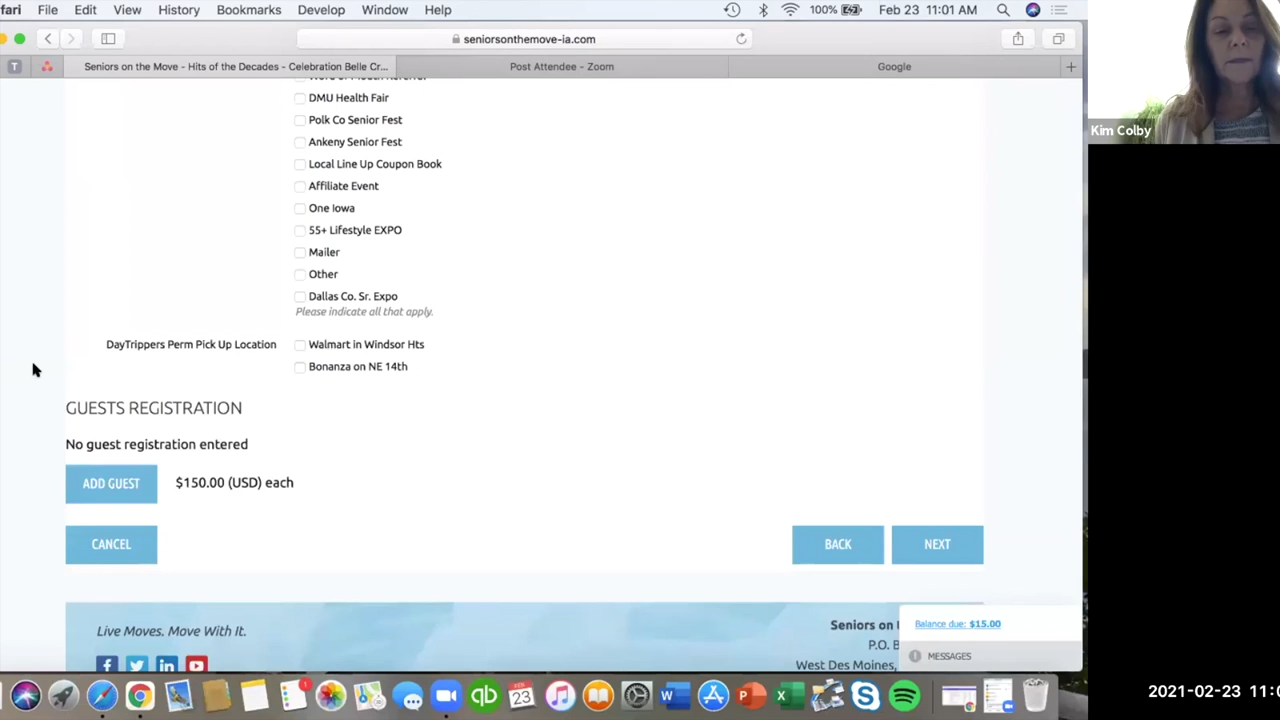 fari File Edit View History Bookmarks Develop Window Help 100% Feb 23 11:01 AM
seniorsonthemove-ia.com
T Seniors on the Move - Hits of the Decades - Celebration Belle Cr... Post Attendee - Zoom Google
DMU Health Fair
Polk Co Senior Fest
Ankeny Senior Fest
Local Line Up Coupon Book
Affiliate Event
One Iowa
55+ Lifestyle EXPO
Mailer
Other
Dallas Co. Sr. Expo
Please indicate all that apply.
DayTrippers Perm Pick Up Location Walmart in Windsor Hts
Bonanza on NE 14th
GUESTS REGISTRATION
No guest registration entered
ADD GUEST $150.00 (USD) each
CANCEL BACK NEXT
Live Moves. Move With It.
Seniors on
P.O. B
West Des Moines,
Balance due: $15.00
MESSAGES
Kim Colby
FEB 23
1
qb
W P X S
2021-02-23 11:0